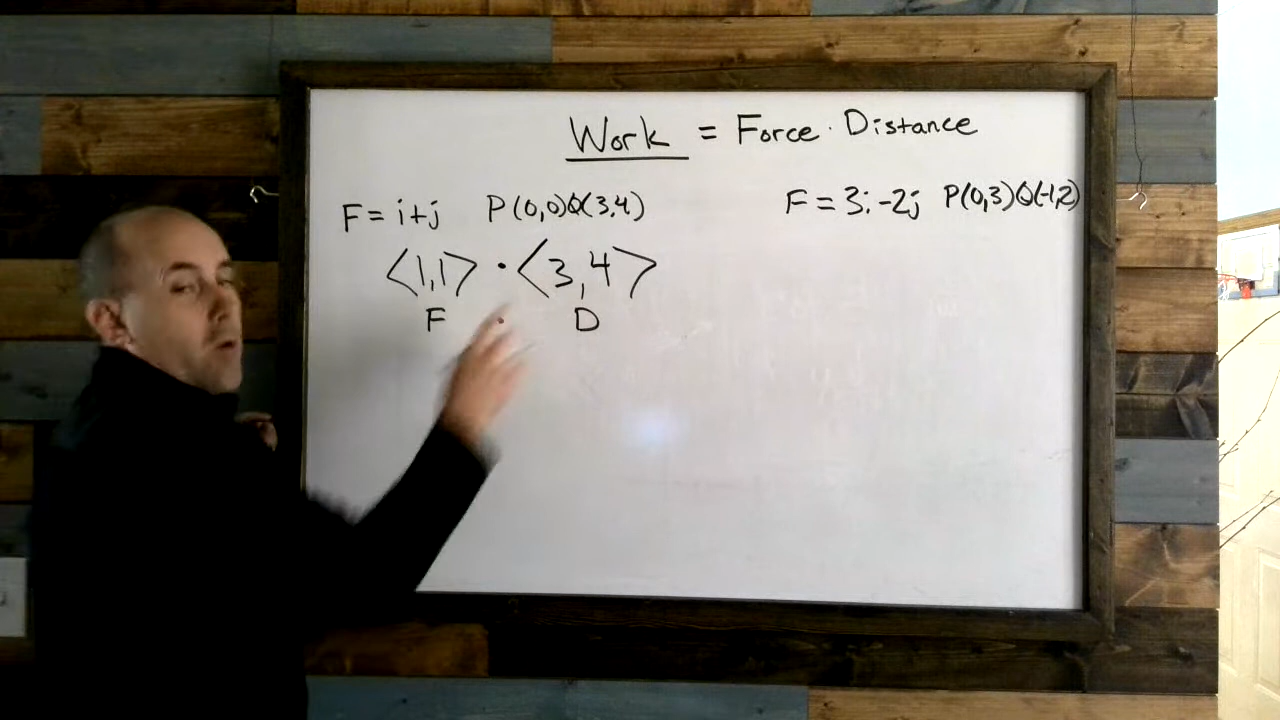 Work = Force · Distance
F = i+j P(0,0)Q(3,4)
F = 3i-2j P(0,3)Q(-1,2)
<1,1> · <3,4>
F · D